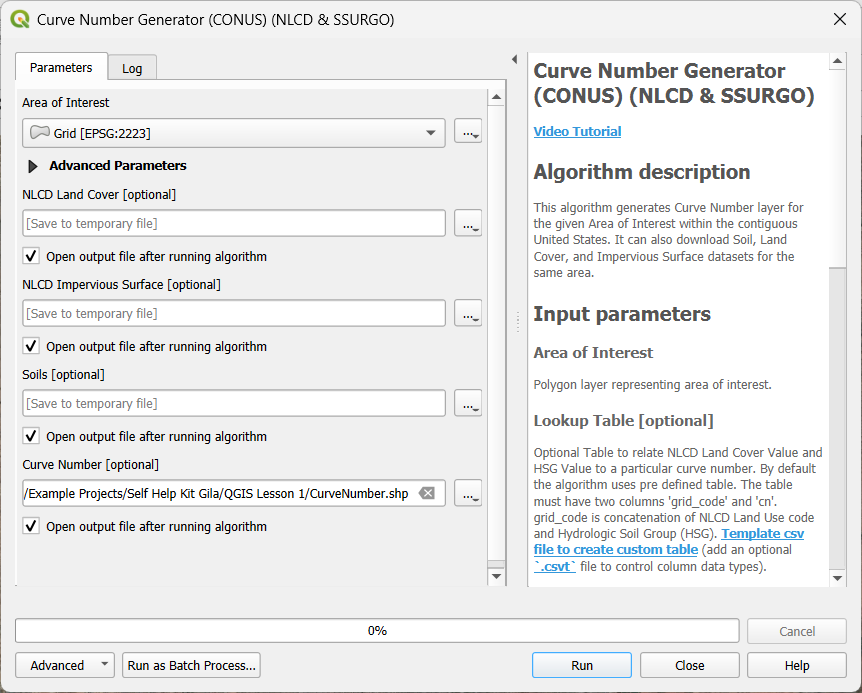 Curve Number Generator (CONUS) (NLCD & SSURGO)
Parameters
Log
Area of Interest
Grid [EPSG:2223]
...
Advanced Parameters
NLCD Land Cover [optional]
[Save to temporary file]
...
Open output file after running algorithm
NLCD Impervious Surface [optional]
[Save to temporary file]
...
Open output file after running algorithm
Soils [optional]
[Save to temporary file]
...
Open output file after running algorithm
Curve Number [optional]
/Example Projects/Self Help Kit Gila/QGIS Lesson 1/CurveNumber.shp
...
Open output file after running algorithm
Curve Number Generator
(CONUS) (NLCD & SSURGO)
Video Tutorial
Algorithm description
This algorithm generates Curve Number layer for
the given Area of Interest within the contiguous
United States. It can also download Soil, Land
Cover, and Impervious Surface datasets for the
same area.
Input parameters
Area of Interest
Polygon layer representing area of interest.
Lookup Table [optional]
Optional Table to relate NLCD Land Cover Value and
HSG Value to a particular curve number. By default
the algorithm uses pre defined table. The table
must have two columns 'grid_code' and 'cn'.
grid_code is concatenation of NLCD Land Use code
and Hydrologic Soil Group (HSG). Template csv
file to create custom table (add an optional
`.csvt` file to control column data types).
0%
Cancel
Advanced
Run as Batch Process...
Run
Close
Help